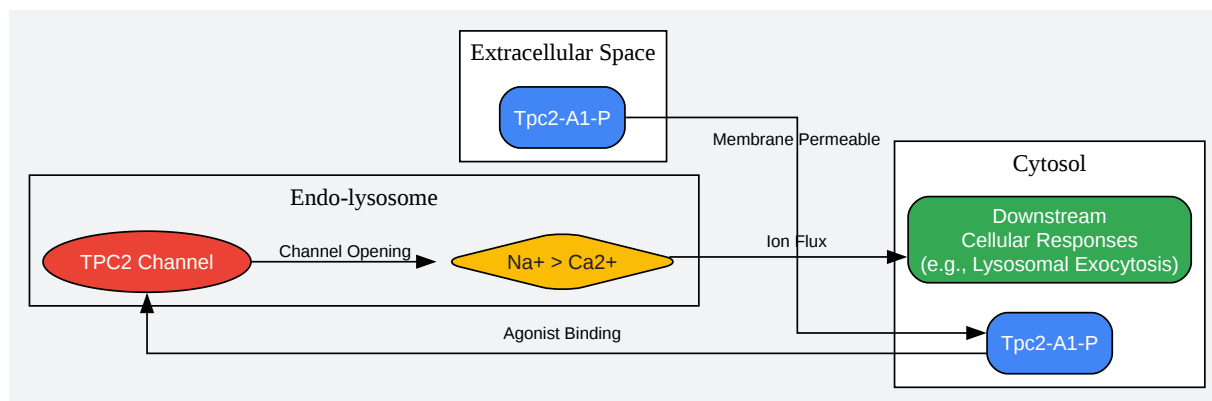 Extracellular Space
Tpc2-A1-P
Membrane Permeable
Cytosol
Endo-lysosome
Downstream
Cellular Responses
(e.g., Lysosomal Exocytosis)
TPC2 Channel
Channel Opening
Na+ > Ca2+
Ion Flux
Agonist Binding
Tpc2-A1-P